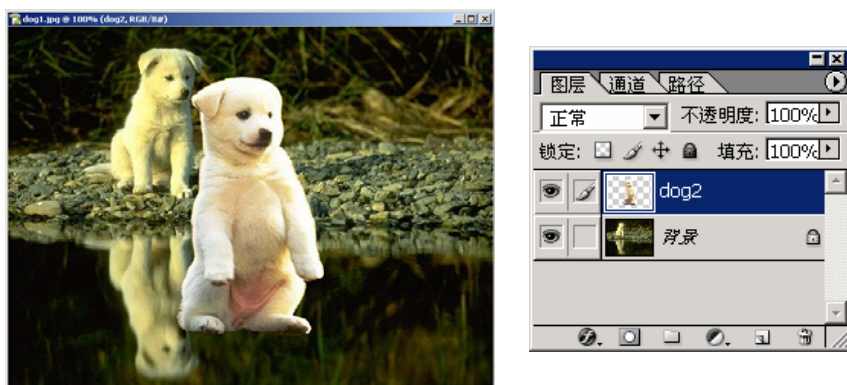 dog1.jpg @ 100% (dog2, RGB/8#)
图层 通道 路径
正常 不透明度: 100%
锁定: 填充: 100%
dog2
背景